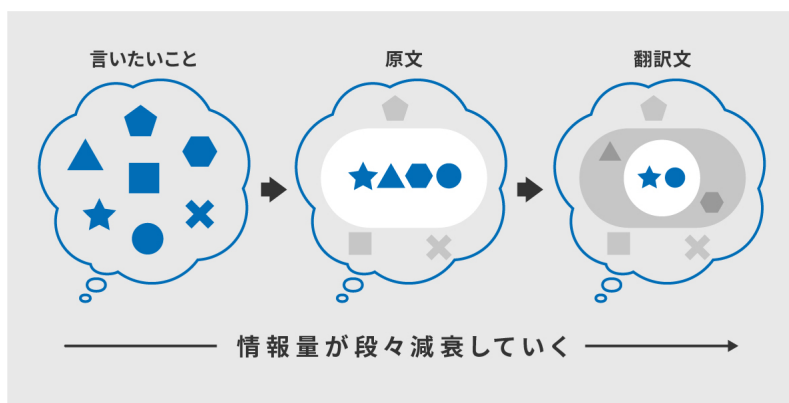 言いたいこと
原文
翻訳文
情報量が段々減衰していく